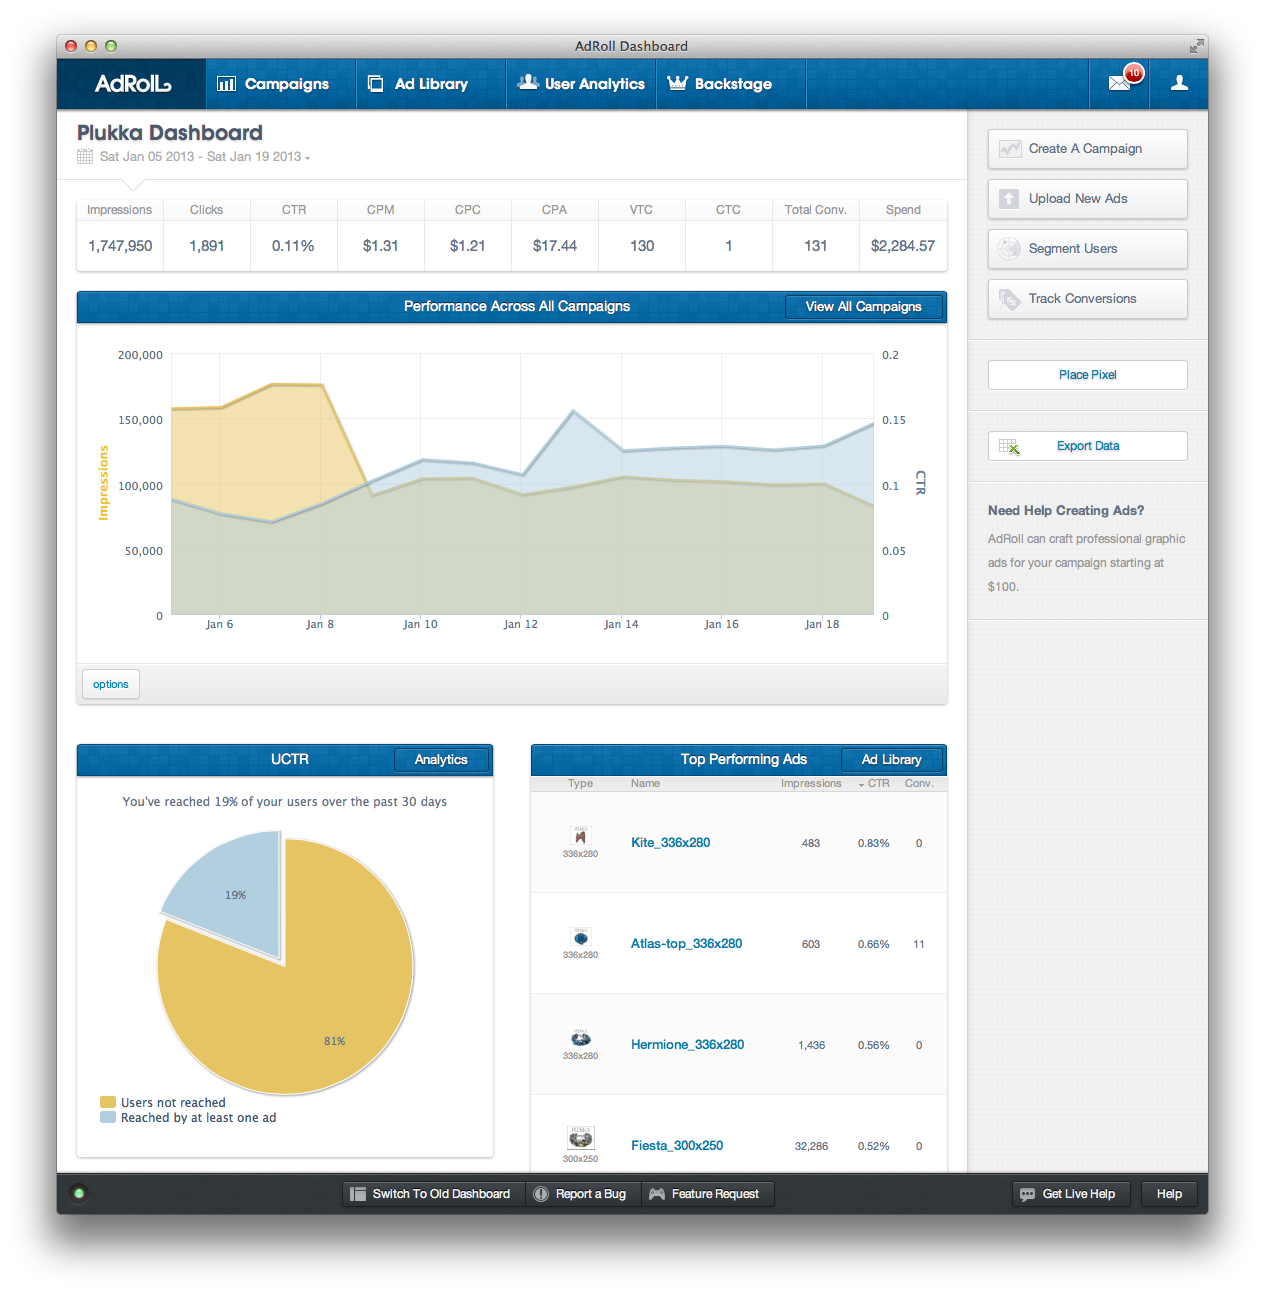 AdRoll Dashboard
AdRoll Campaigns Ad Library User Analytics Backstage 10
Plukka Dashboard
Sat Jan 05 2013 - Sat Jan 19 2013
Impressions Clicks CTR CPM CPC CPA VTC CTC Total Conv. Spend
1,747,950 1,891 0.11% $1.31 $1.21 $17.44 130 1 131 $2,284.57
Performance Across All Campaigns View All Campaigns
200,000 0.2
150,000 0.15
100,000 0.1
50,000 0.05
0 0
Impressions
CTR
Jan 6 Jan 8 Jan 10 Jan 12 Jan 14 Jan 16 Jan 18
options
UCTR Analytics
You've reached 19% of your users over the past 30 days
19%
81%
Users not reached
Reached by at least one ad
Top Performing Ads Ad Library
Type Name Impressions CTR Conv.
336x280 Kite_336x280 483 0.83% 0
336x280 Atlas-top_336x280 603 0.66% 11
336x280 Hermione_336x280 1,436 0.56% 0
300x250 Fiesta_300x250 32,286 0.52% 0
Create A Campaign
Upload New Ads
Segment Users
Track Conversions
Place Pixel
Export Data
Need Help Creating Ads?
AdRoll can craft professional graphic
ads for your campaign starting at
$100.
Switch To Old Dashboard Report a Bug Feature Request Get Live Help Help